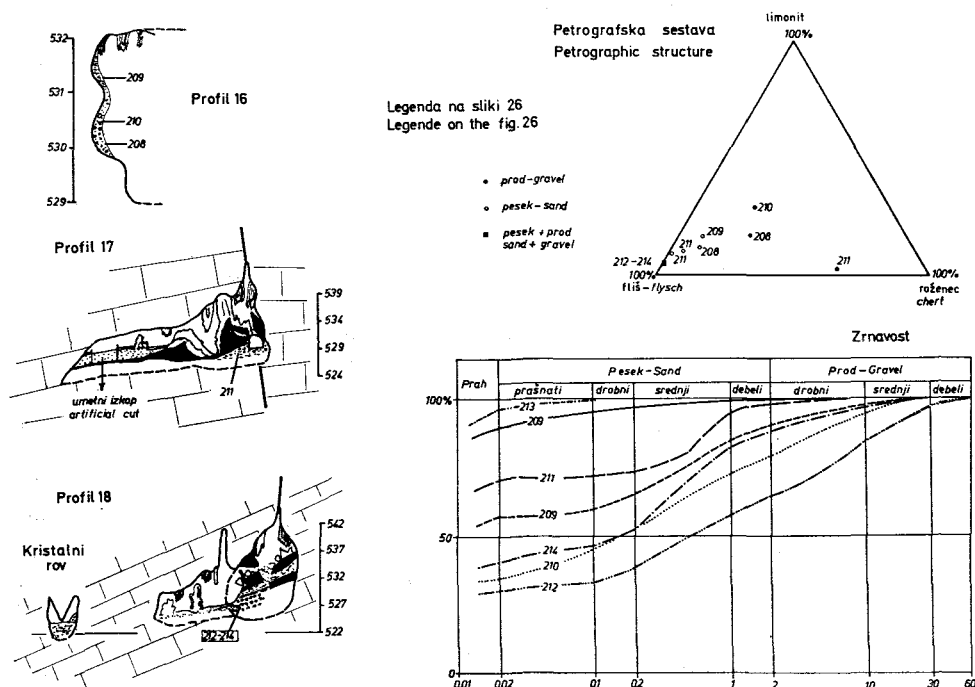 532
531
530
529
209
210
208
Profil 16
Profil 17
539
534
529
524
211
umetni izkop
artificial cut
Profil 18
Kristalni
rov
542
537
532
527
522
212-214
Petrografska sestava
Petrographic structure
Legenda na sliki 26
Legende on the fig. 26
prod-gravel
pesek-sand
pesek + prod
sand + gravel
limonit
100%
210
209
208
211
208
211
212-214
211
100%
fliš-flysch
100%
roženec
chert
Zrnavost
Prah
Pesek-Sand
Prod-Gravel
prašnati
drobni
srednji
debeli
drobni
srednji
debeli
100%
213
209
211
209
50
214
210
212
0
0.01
0.02
0.1
0.2
1
2
10
30
60